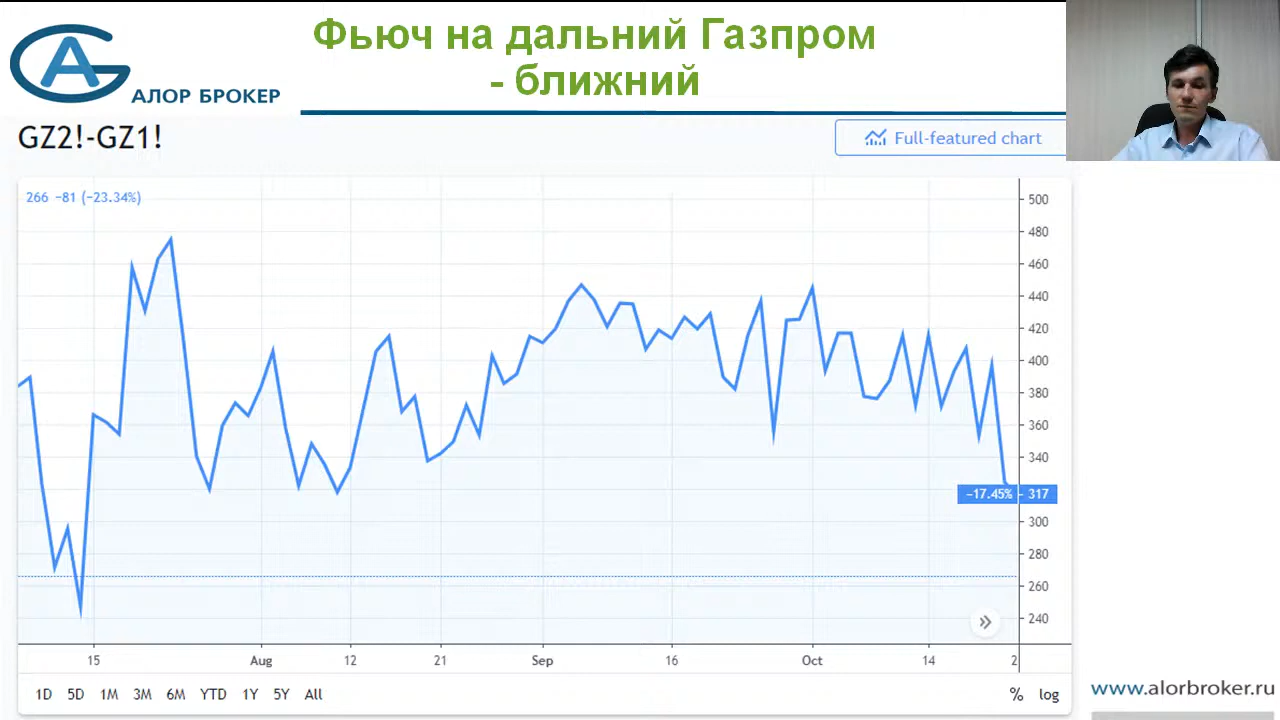 Фьюч на дальний Газпром
- ближний
АЛОР БРОКЕР
GZ2!-GZ1!
Full-featured chart
266 −81 (−23.34%)
500
480
460
440
420
400
380
360
340
−17.45% 317
300
280
260
240
15 Aug 12 21 Sep 16 Oct 14 2
1D 5D 1M 3M 6M YTD 1Y 5Y All % log
www.alorbroker.ru